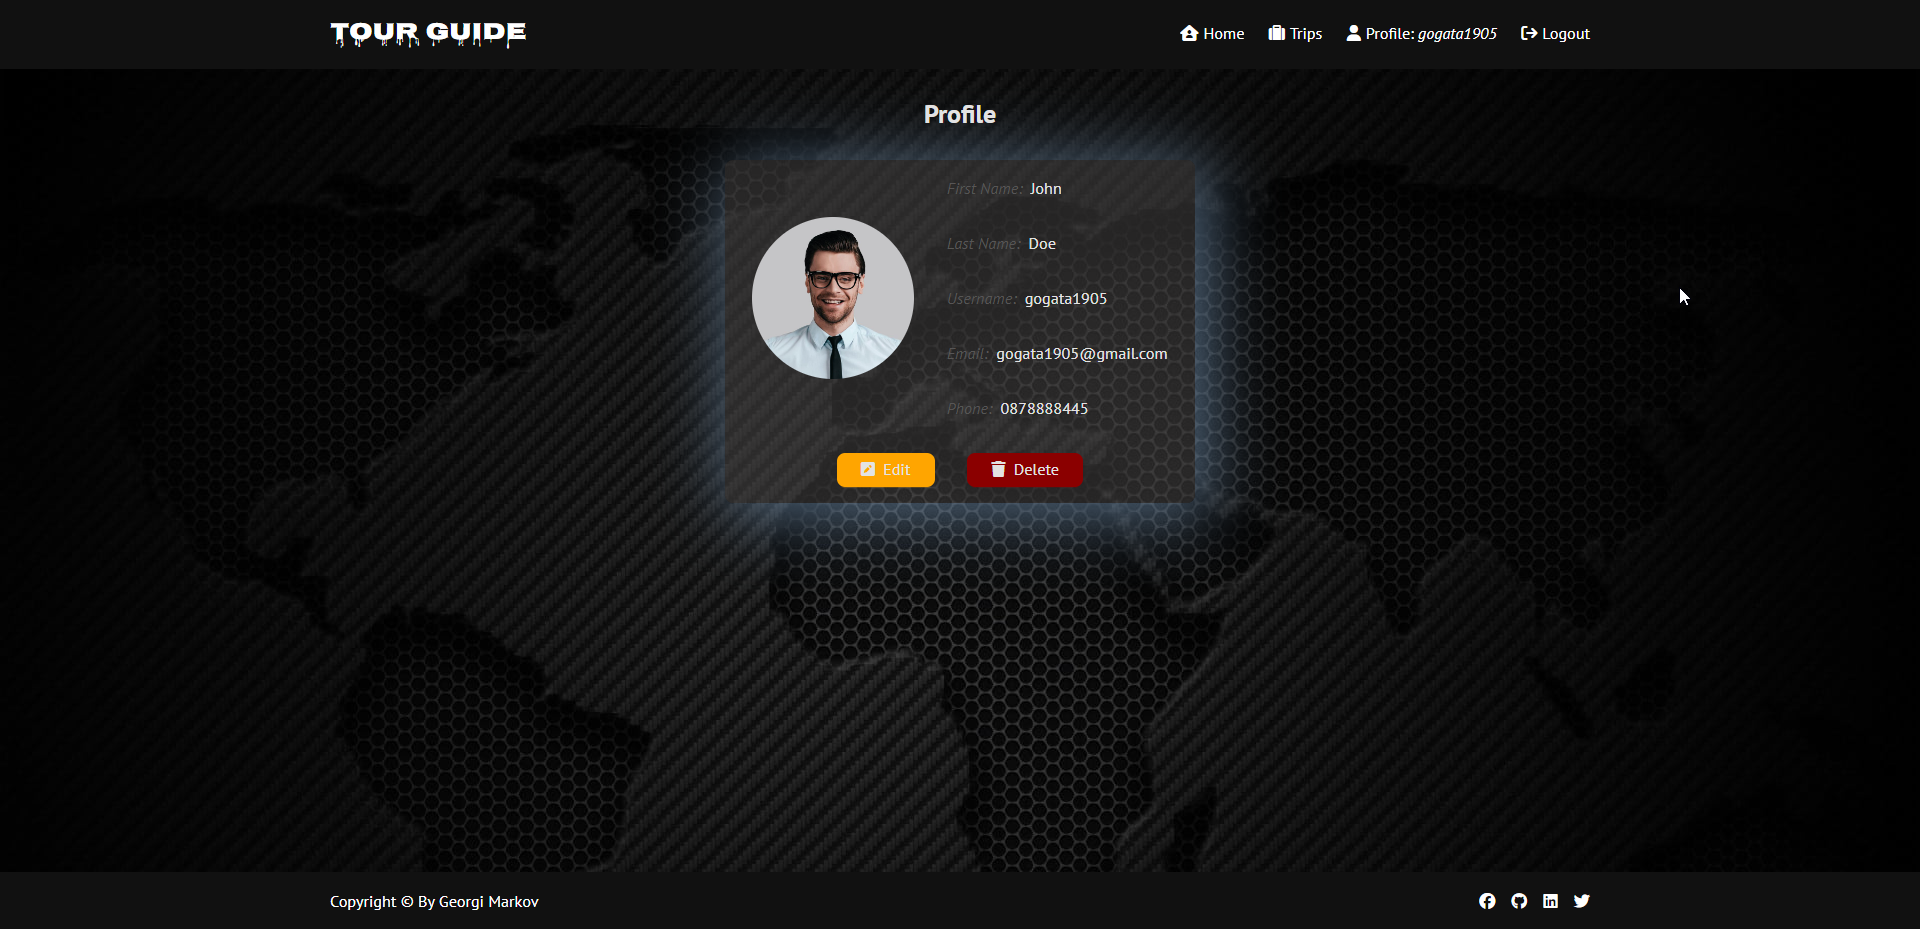 TOUR GUIDE
Home Trips Profile: gogata1905 Logout
Profile
First Name: John
Last Name: Doe
Username: gogata1905
Email: gogata1905@gmail.com
Phone: 0878888445
Edit Delete
Copyright © By Georgi Markov